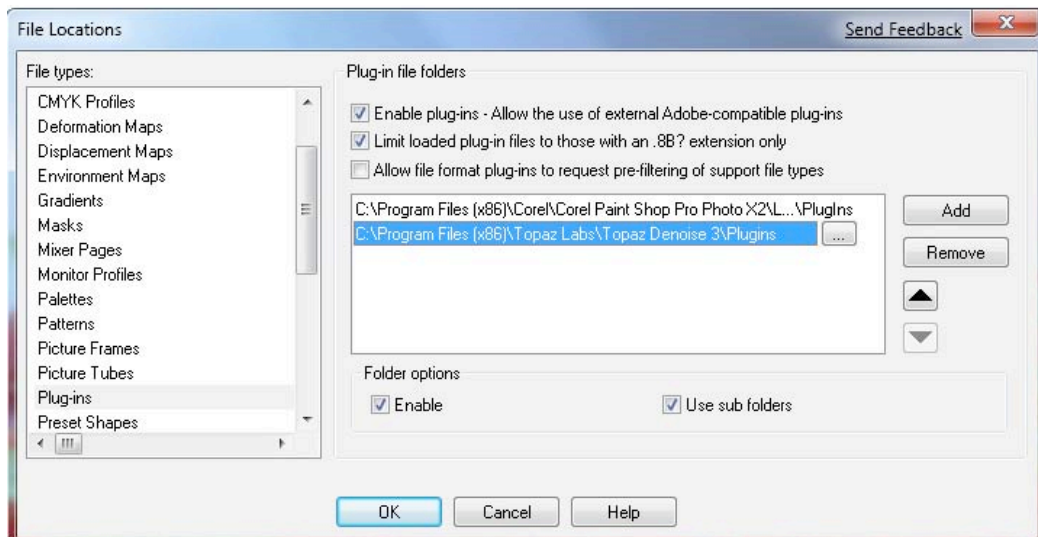 File Locations
Send Feedback
File types:
CMYK Profiles
Deformation Maps
Displacement Maps
Environment Maps
Gradients
Masks
Mixer Pages
Monitor Profiles
Palettes
Patterns
Picture Frames
Picture Tubes
Plug-ins
Preset Shapes
Plug-in file folders
Enable plug-ins - Allow the use of external Adobe-compatible plug-ins
Limit loaded plug-in files to those with an .8B? extension only
Allow file format plug-ins to request pre-filtering of support file types
C:\Program Files (x86)\Corel\Corel Paint Shop Pro Photo X2\L...\PlugIns
C:\Program Files (x86)\Topaz Labs\Topaz Denoise 3\Plugins
...
Add
Remove
Folder options
Enable
Use sub folders
OK
Cancel
Help